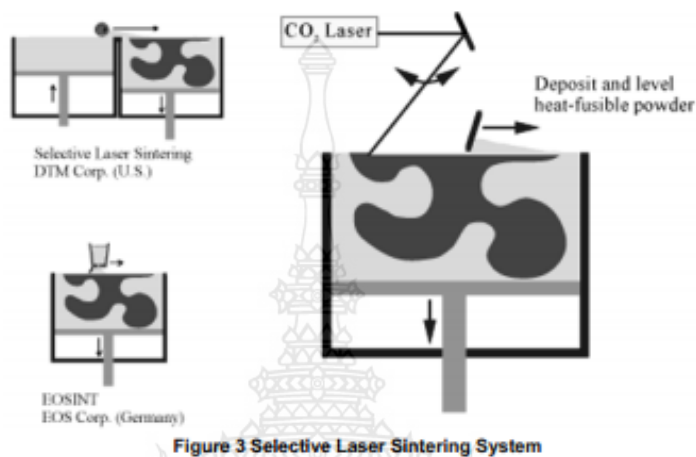 CO2 Laser
Deposit and level
heat-fusible powder
Selective Laser Sintering
DTM Corp. (U.S.)
EOSINT
EOS Corp. (Germany)
Figure 3 Selective Laser Sintering System